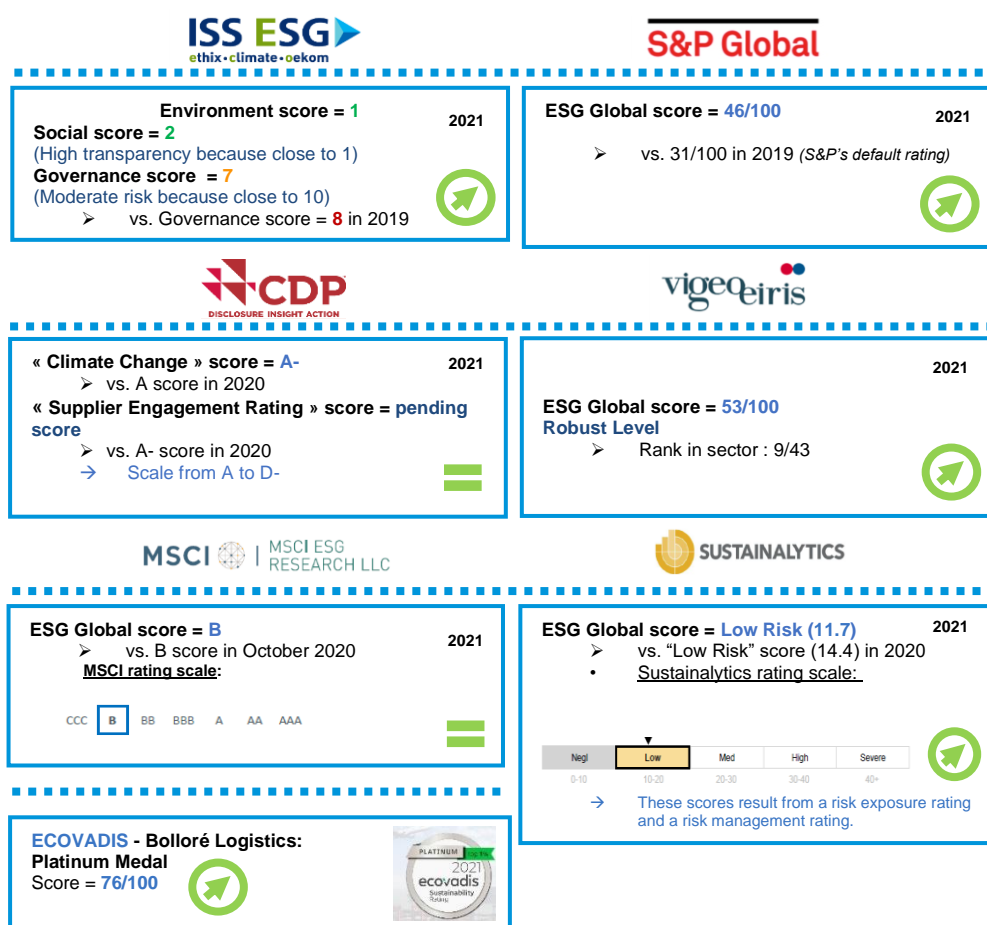 ISS ESG
ethix·climate·oekom
S&P Global
Environment score = 1
2021
Social score = 2
(High transparency because close to 1)
Governance score = 7
(Moderate risk because close to 10)
➢ vs. Governance score = 8 in 2019
ESG Global score = 46/100
2021
➢ vs. 31/100 in 2019 (S&P's default rating)
CDP
DISCLOSURE INSIGHT ACTION
vigeoeiris
« Climate Change » score = A-
2021
➢ vs. A score in 2020
« Supplier Engagement Rating » score = pending
score
➢ vs. A- score in 2020
→ Scale from A to D-
2021
ESG Global score = 53/100
Robust Level
➢ Rank in sector : 9/43
MSCI | MSCI ESG
RESEARCH LLC
SUSTAINALYTICS
ESG Global score = B
2021
➢ vs. B score in October 2020
MSCI rating scale:
CCC B BB BBB A AA AAA
ESG Global score = Low Risk (11.7)
2021
➢ vs. “Low Risk” score (14.4) in 2020
• Sustainalytics rating scale:
Negl Low Med High Severe
0-10 10-20 20-30 30-40 40+
→ These scores result from a risk exposure rating
and a risk management rating.
ECOVADIS - Bolloré Logistics:
Platinum Medal
Score = 76/100
PLATINUM
2021
ecovadis
Sustainability
Rating